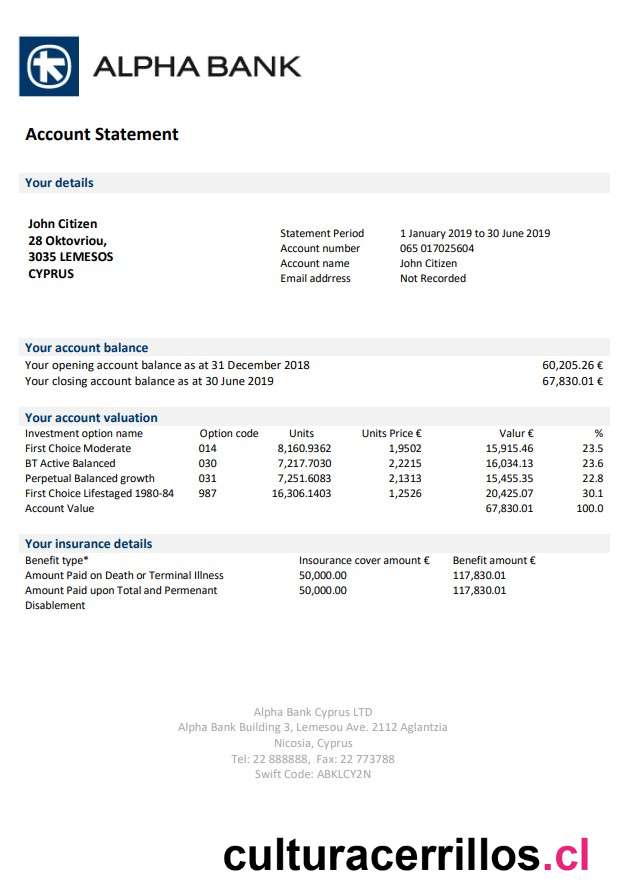 ALPHA BANK
Account Statement
Your details
John Citizen
28 Oktovriou,
3035 LEMESOS
CYPRUS
Statement Period 1 January 2019 to 30 June 2019
Account number 065 017025604
Account name John Citizen
Email addrress Not Recorded
Your account balance
Your opening account balance as at 31 December 2018 60,205.26 €
Your closing account balance as at 30 June 2019 67,830.01 €
Your account valuation
Investment option name Option code Units Units Price € Valur € %
First Choice Moderate 014 8,160.9362 1,9502 15,915.46 23.5
BT Active Balanced 030 7,217.7030 2,2215 16,034.13 23.6
Perpetual Balanced growth 031 7,251.6083 2,1313 15,455.35 22.8
First Choice Lifestaged 1980-84 987 16,306.1403 1,2526 20,425.07 30.1
Account Value 67,830.01 100.0
Your insurance details
Benefit type* Insourance cover amount € Benefit amount €
Amount Paid on Death or Terminal Illness 50,000.00 117,830.01
Amount Paid upon Total and Permenant 50,000.00 117,830.01
Disablement
Alpha Bank Cyprus LTD
Alpha Bank Building 3, Lemesou Ave. 2112 Aglantzia
Nicosia, Cyprus
Tel: 22 888888, Fax: 22 773788
Swift Code: ABKLCY2N
culturacerrillos.cl